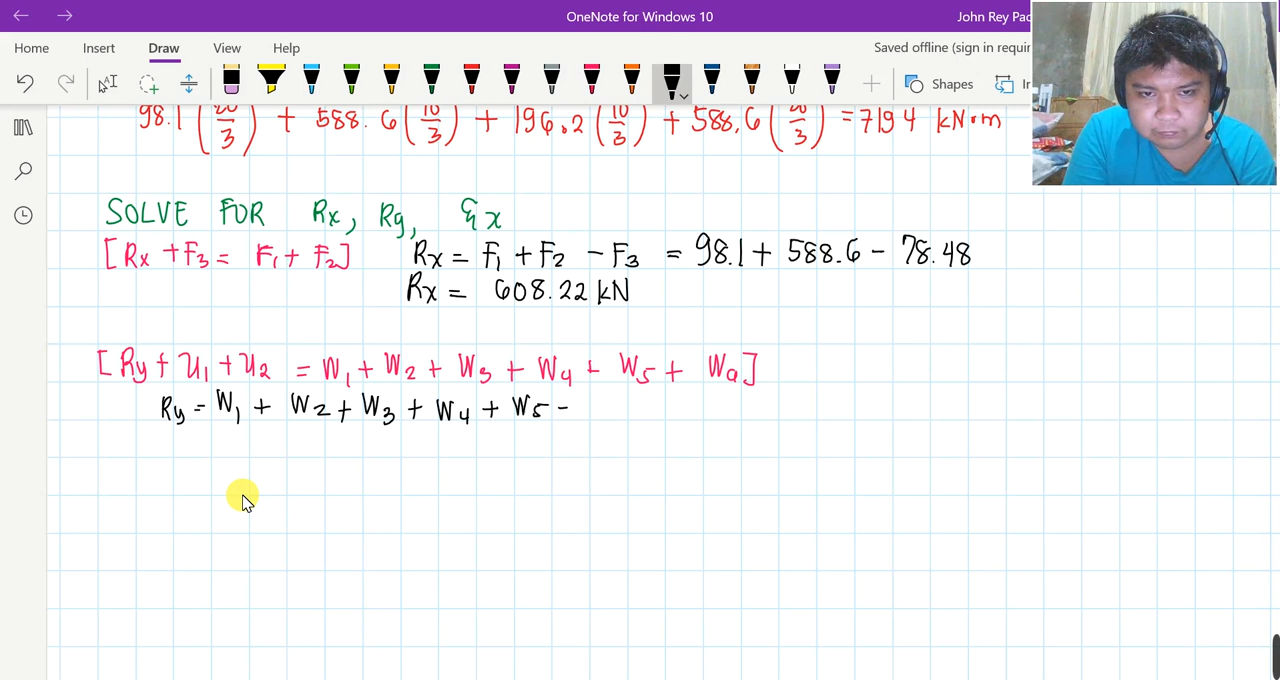 OneNote for Windows 10
John Rey Pad
Home Insert Draw View Help
Saved offline (sign in requir
Shapes
98.1 (20/3) + 588.6 (10/3) + 196.2 (10/3) + 588.6 (20/3) = 7194 kN·m
SOLVE FOR Rx, Ry, & x
[Rx + F3 = F1 + F2] Rx = F1 + F2 - F3 = 98.1 + 588.6 - 78.48
Rx = 608.22 kN
[Ry + U1 + U2 = W1 + W2 + W3 + W4 + W5 + Wa]
Ry = W1 + W2 + W3 + W4 + W5 -